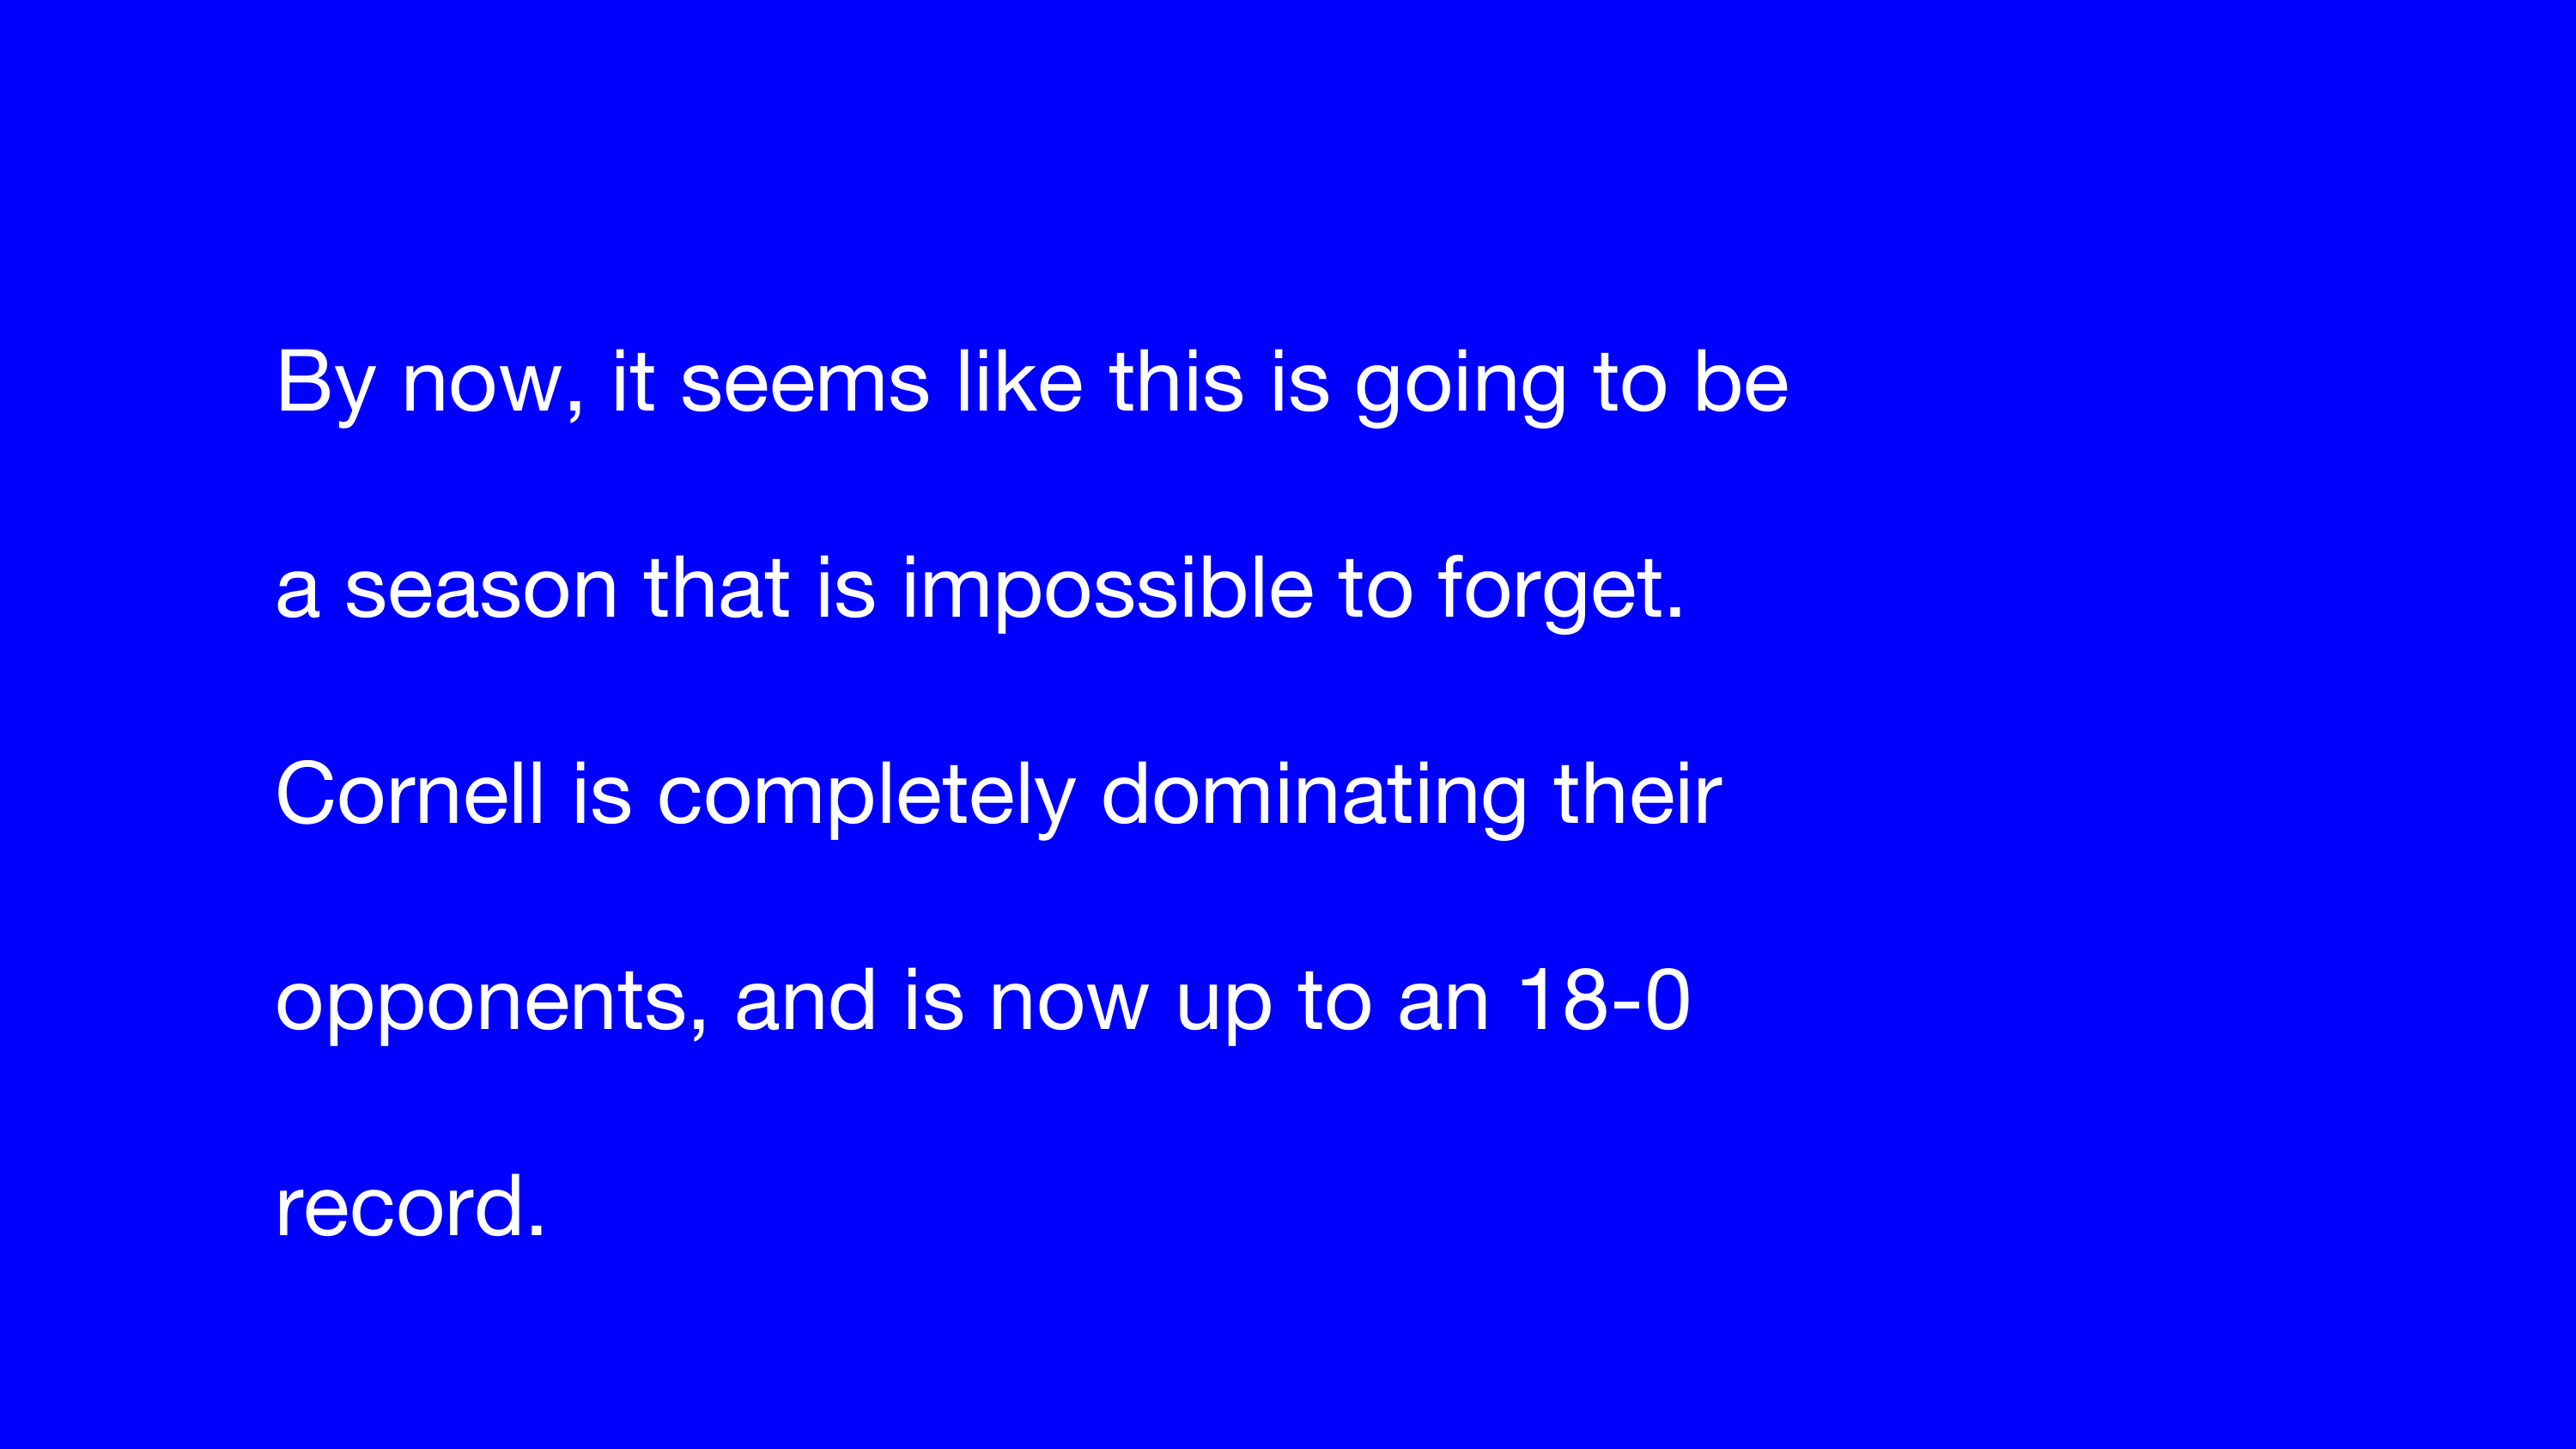 By now, it seems like this is going to be
a season that is impossible to forget.
Cornell is completely dominating their
opponents, and is now up to an 18-0
record.